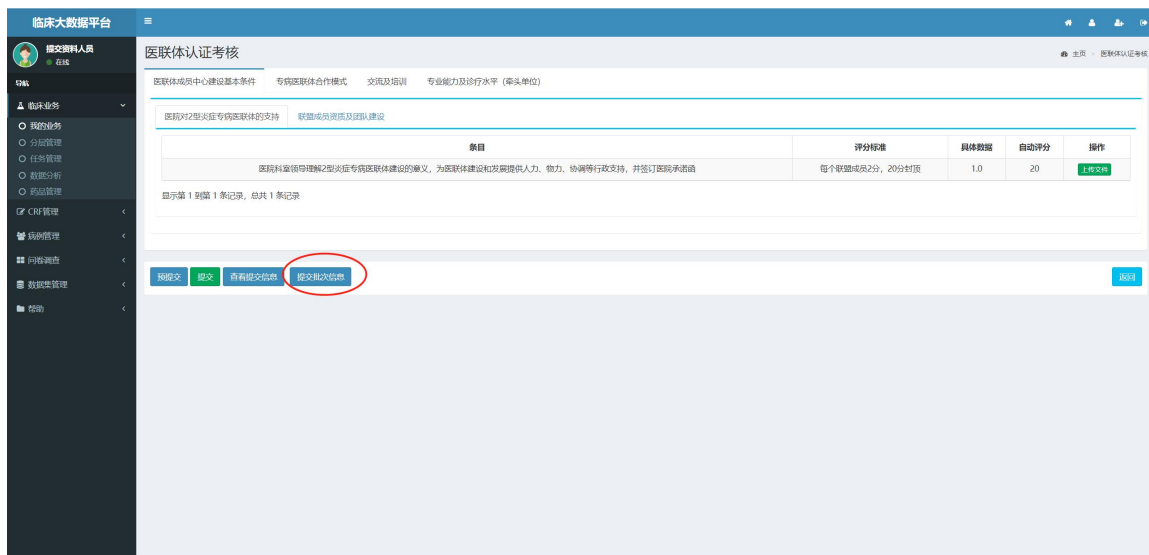 临床大数据平台
提交资料人员
在线
导航
临床业务
我的业务
分层管理
任务管理
数据分析
药品管理
CRF管理
病例管理
问卷调查
数据集管理
帮助
医联体认证考核
主页 > 医联体认证考核
医联体成员中心建设基本条件 专病医联体合作模式 交流及培训 专业能力及诊疗水平（牵头单位）
医院对2型炎症专病医联体的支持 联盟成员资质及团队建设
条目 评分标准 具体数据 自动评分 操作
医院科室领导理解2型炎症专病医联体建设的意义，为医联体建设和发展提供人力、物力、协调等行政支持，并签订医院承诺函 每个联盟成员2分，20分封顶 1.0 20 上传文件
显示第 1 到第 1 条记录，总共 1 条记录
预提交 提交 查看提交信息 提交批次信息 返回